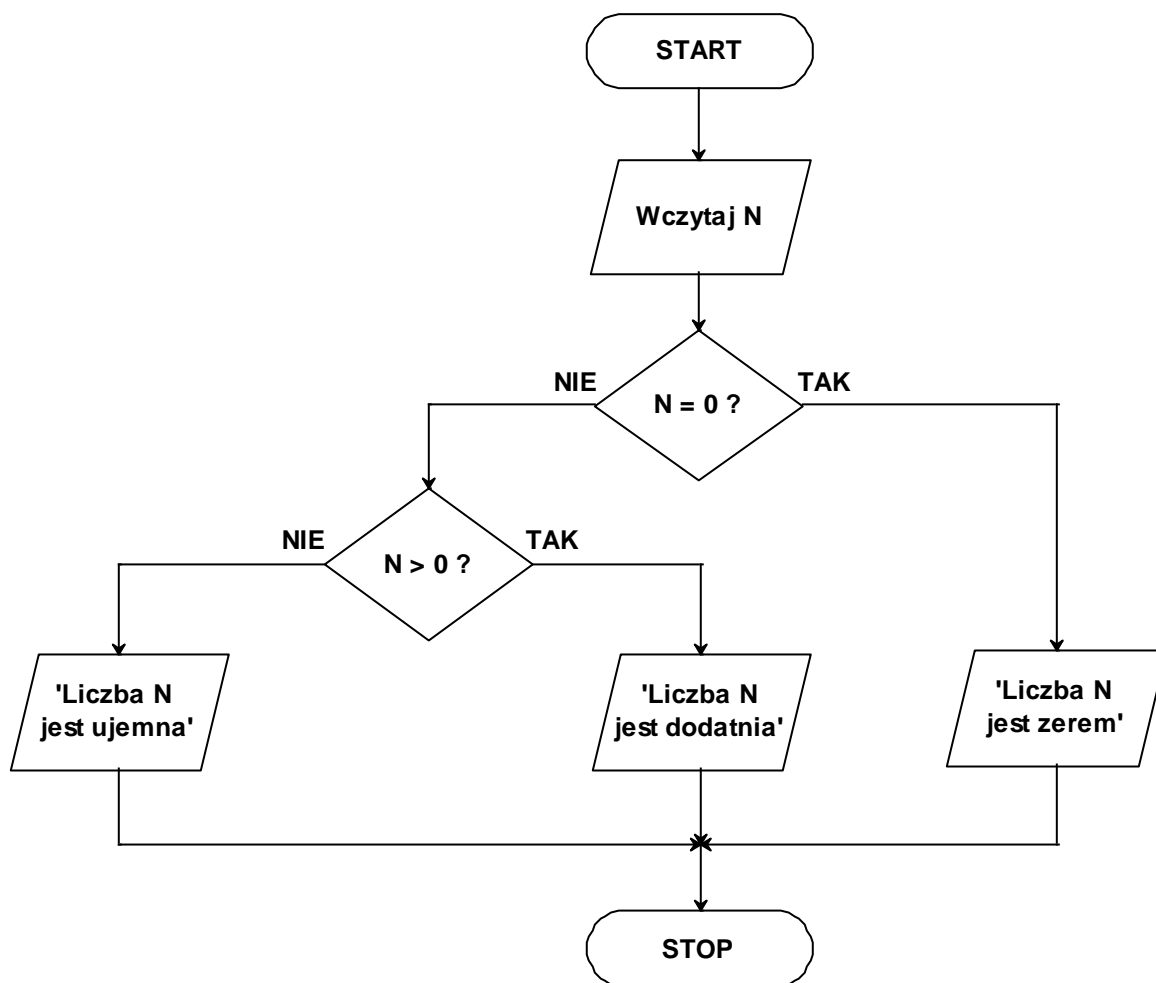 START
Wczytaj N
NIE
TAK
N = 0 ?
NIE
TAK
N > 0 ?
'Liczba N
jest ujemna'
'Liczba N
jest dodatnia'
'Liczba N
jest zerem'
STOP